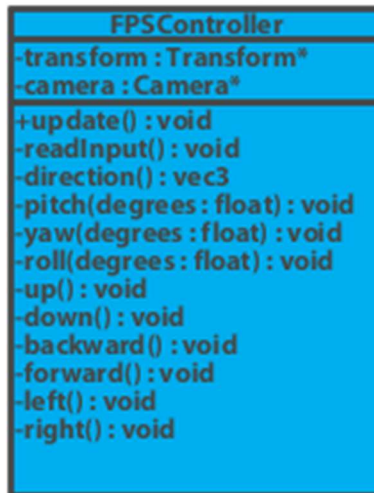 FPSController
-transform : Transform*
-camera : Camera*
+update() : void
-readInput() : void
-direction() : vec3
-pitch(degrees : float) : void
-yaw(degrees : float) : void
-roll(degrees : float) : void
-up() : void
-down() : void
-backward() : void
-forward() : void
-left() : void
-right() : void